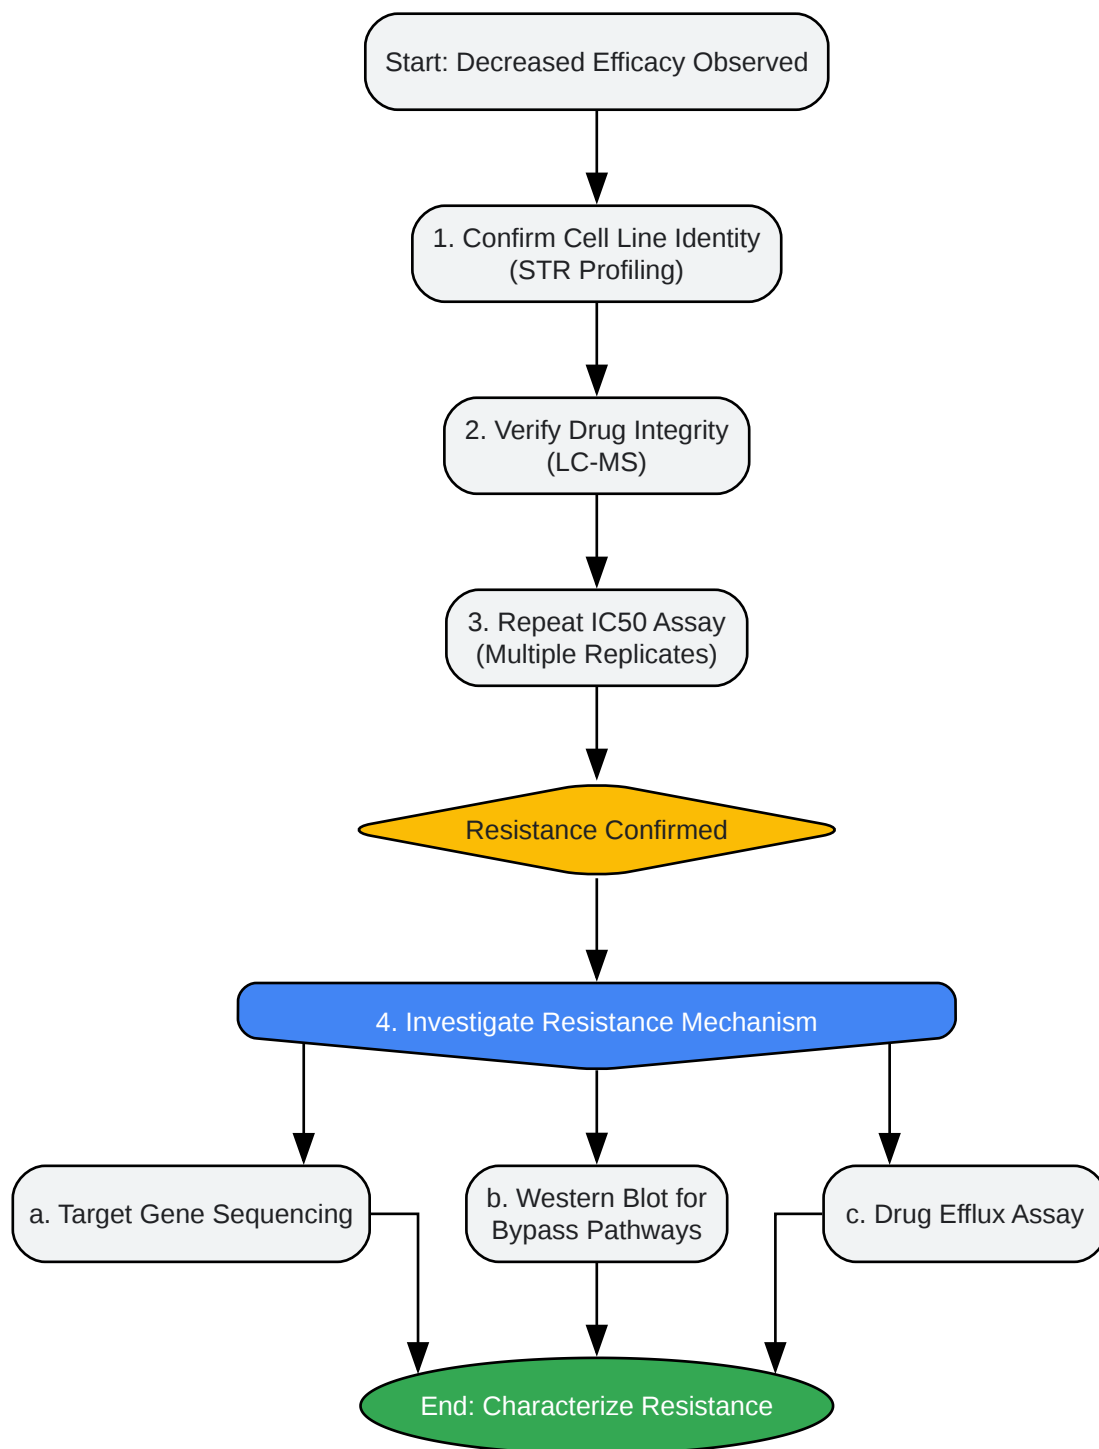 Start: Decreased Efficacy Observed
1. Confirm Cell Line Identity
(STR Profiling)
2. Verify Drug Integrity
(LC-MS)
3. Repeat IC50 Assay
(Multiple Replicates)
Resistance Confirmed
4. Investigate Resistance Mechanism
a. Target Gene Sequencing
b. Western Blot for
Bypass Pathways
c. Drug Efflux Assay
End: Characterize Resistance